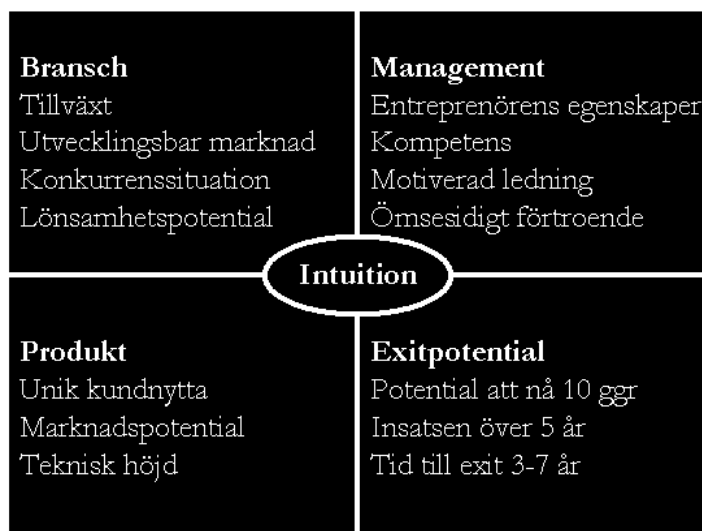 Bransch
Tillväxt
Utvecklingsbar marknad
Konkurrenssituation
Lönsamhetspotential
Management
Entreprenörens egenskaper
Kompetens
Motiverad ledning
Ömsesidigt förtroende
Intuition
Produkt
Unik kundnytta
Marknadspotential
Teknisk höjd
Exitpotential
Potential att nå 10 ggr
Insatsen över 5 år
Tid till exit 3-7 år